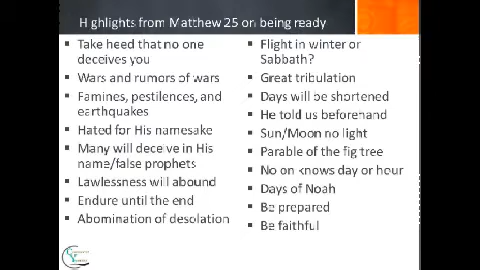 Highlights from Matthew 25 on being ready
▪ Take heed that no one
deceives you
▪ Wars and rumors of wars
▪ Famines, pestilences, and
earthquakes
▪ Hated for His namesake
▪ Many will deceive in His
name/false prophets
▪ Lawlessness will abound
▪ Endure until the end
▪ Abomination of desolation
▪ Flight in winter or
Sabbath?
▪ Great tribulation
▪ Days will be shortened
▪ He told us beforehand
▪ Sun/Moon no light
▪ Parable of the fig tree
▪ No on knows day or hour
▪ Days of Noah
▪ Be prepared
▪ Be faithful